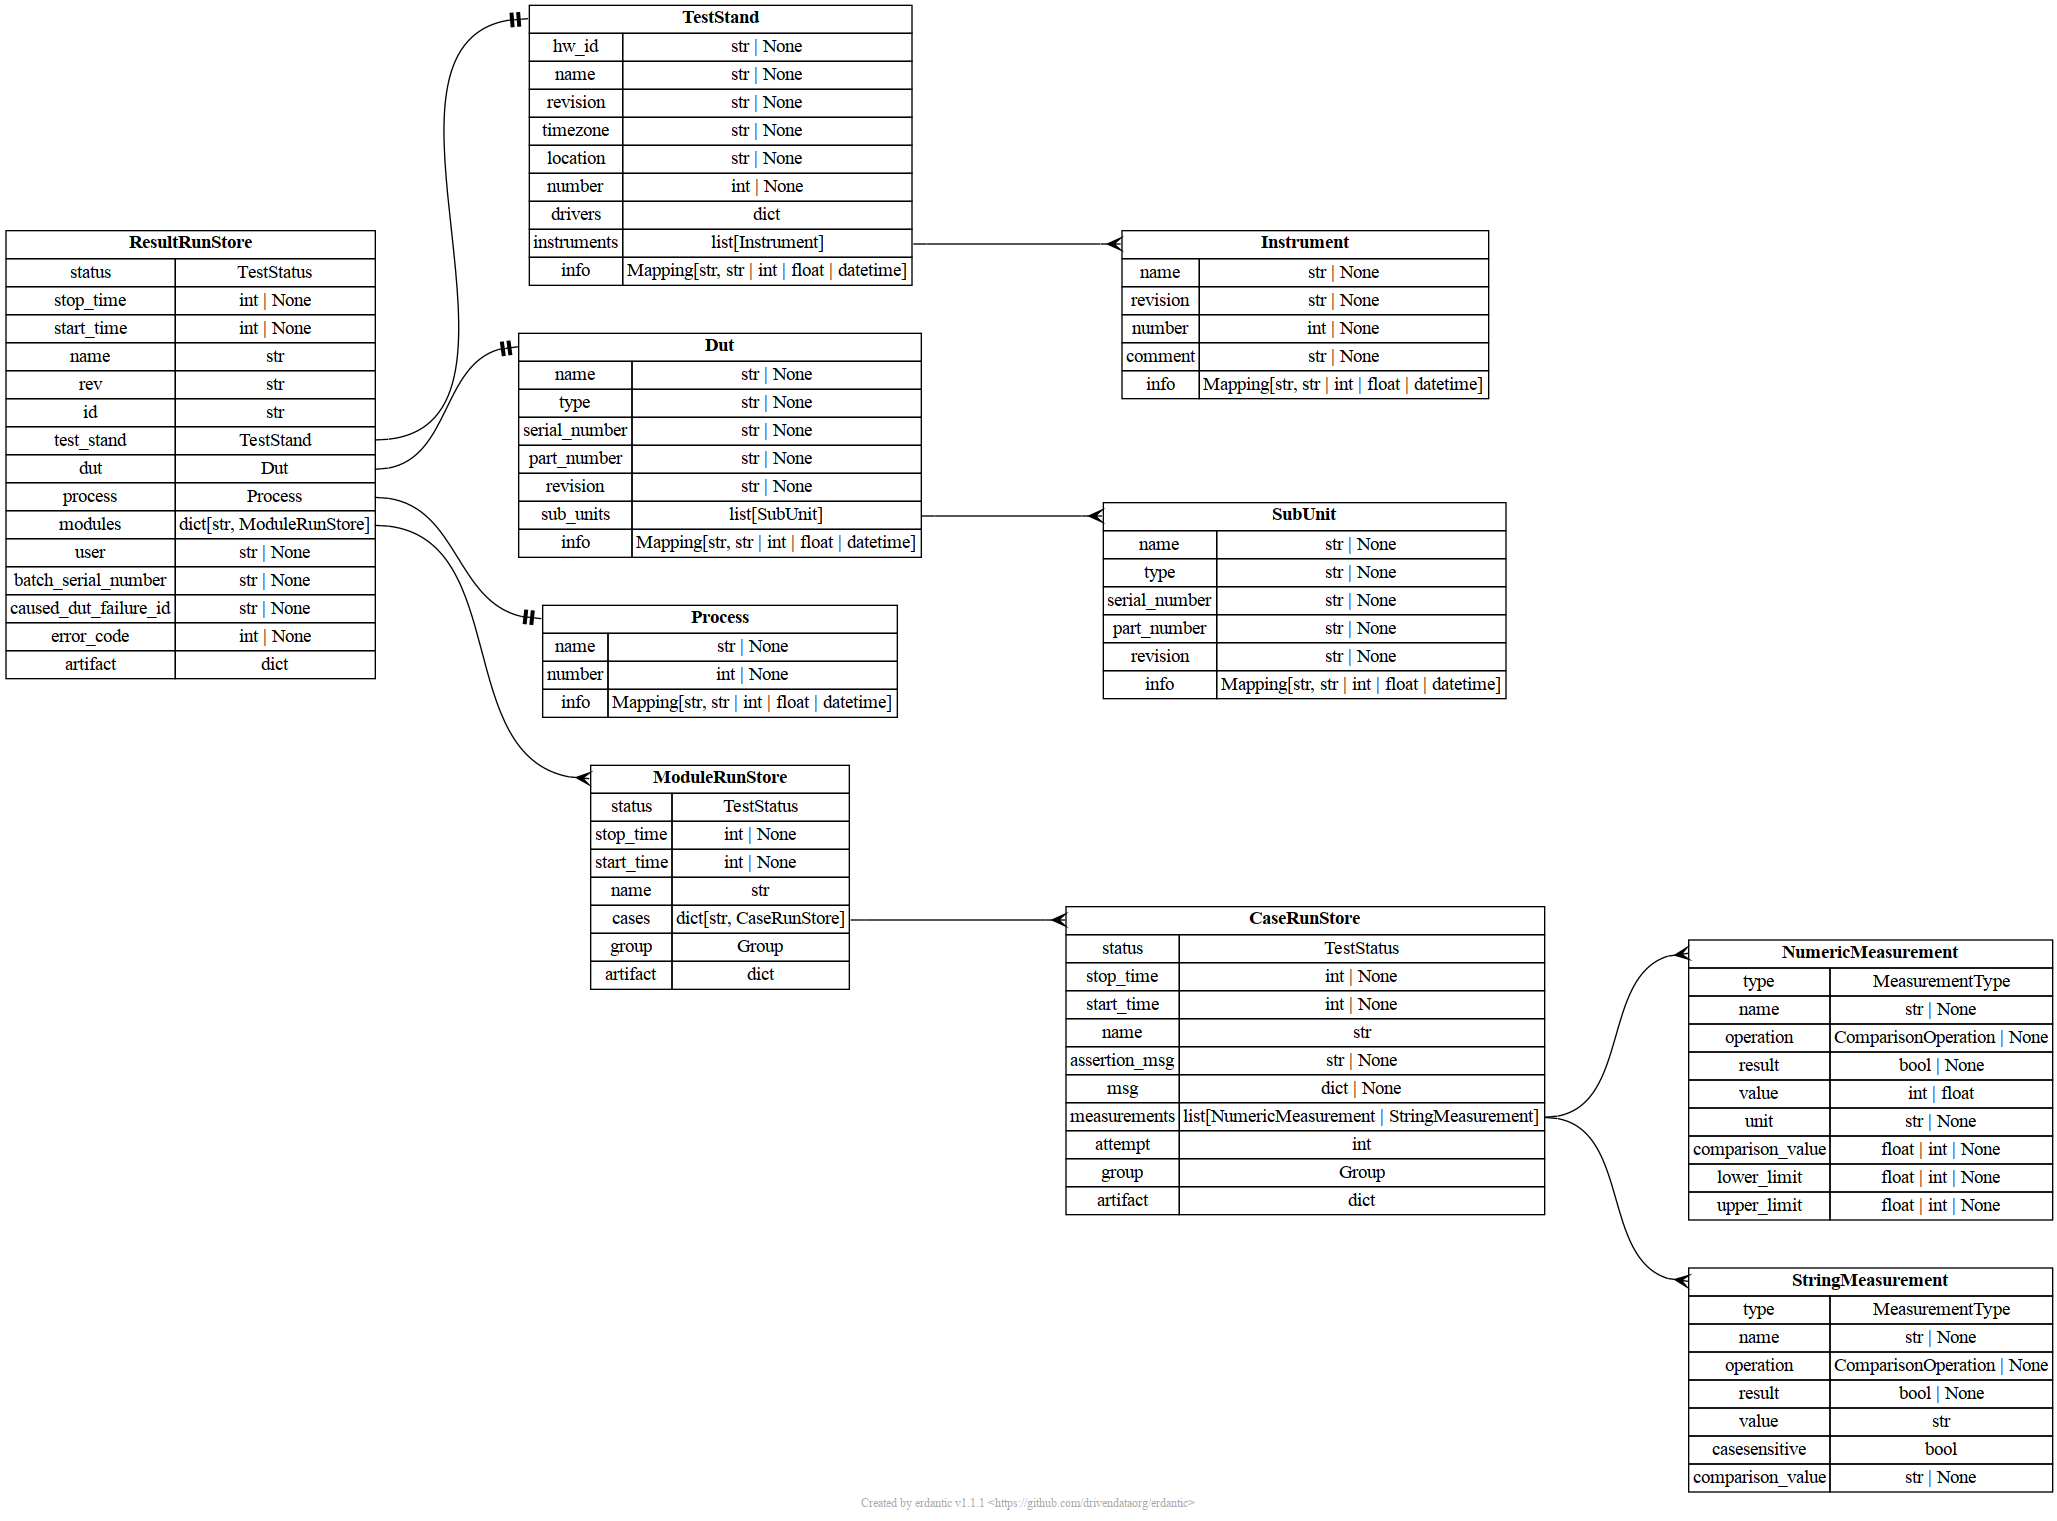 TestStand
hw_id str | None
name str | None
revision str | None
timezone str | None
location str | None
number int | None
drivers dict
instruments list[Instrument]
info Mapping[str, str | int | float | datetime]
ResultRunStore
status TestStatus
stop_time int | None
start_time int | None
name str
rev str
id str
test_stand TestStand
dut Dut
process Process
modules dict[str, ModuleRunStore]
user str | None
batch_serial_number str | None
caused_dut_failure_id str | None
error_code int | None
artifact dict
Instrument
name str | None
revision str | None
number int | None
comment str | None
info Mapping[str, str | int | float | datetime]
Dut
name str | None
type str | None
serial_number str | None
part_number str | None
revision str | None
sub_units list[SubUnit]
info Mapping[str, str | int | float | datetime]
SubUnit
name str | None
type str | None
serial_number str | None
part_number str | None
revision str | None
info Mapping[str, str | int | float | datetime]
Process
name str | None
number int | None
info Mapping[str, str | int | float | datetime]
ModuleRunStore
status TestStatus
stop_time int | None
start_time int | None
name str
cases dict[str, CaseRunStore]
group Group
artifact dict
CaseRunStore
status TestStatus
stop_time int | None
start_time int | None
name str
assertion_msg str | None
msg dict | None
measurements list[NumericMeasurement | StringMeasurement]
attempt int
group Group
artifact dict
NumericMeasurement
type MeasurementType
name str | None
operation ComparisonOperation | None
result bool | None
value int | float
unit str | None
comparison_value float | int | None
lower_limit float | int | None
upper_limit float | int | None
StringMeasurement
type MeasurementType
name str | None
operation ComparisonOperation | None
result bool | None
value str
casesensitive bool
comparison_value str | None
Created by erdantic v1.1.1 <https://github.com/drivendataorg/erdantic>